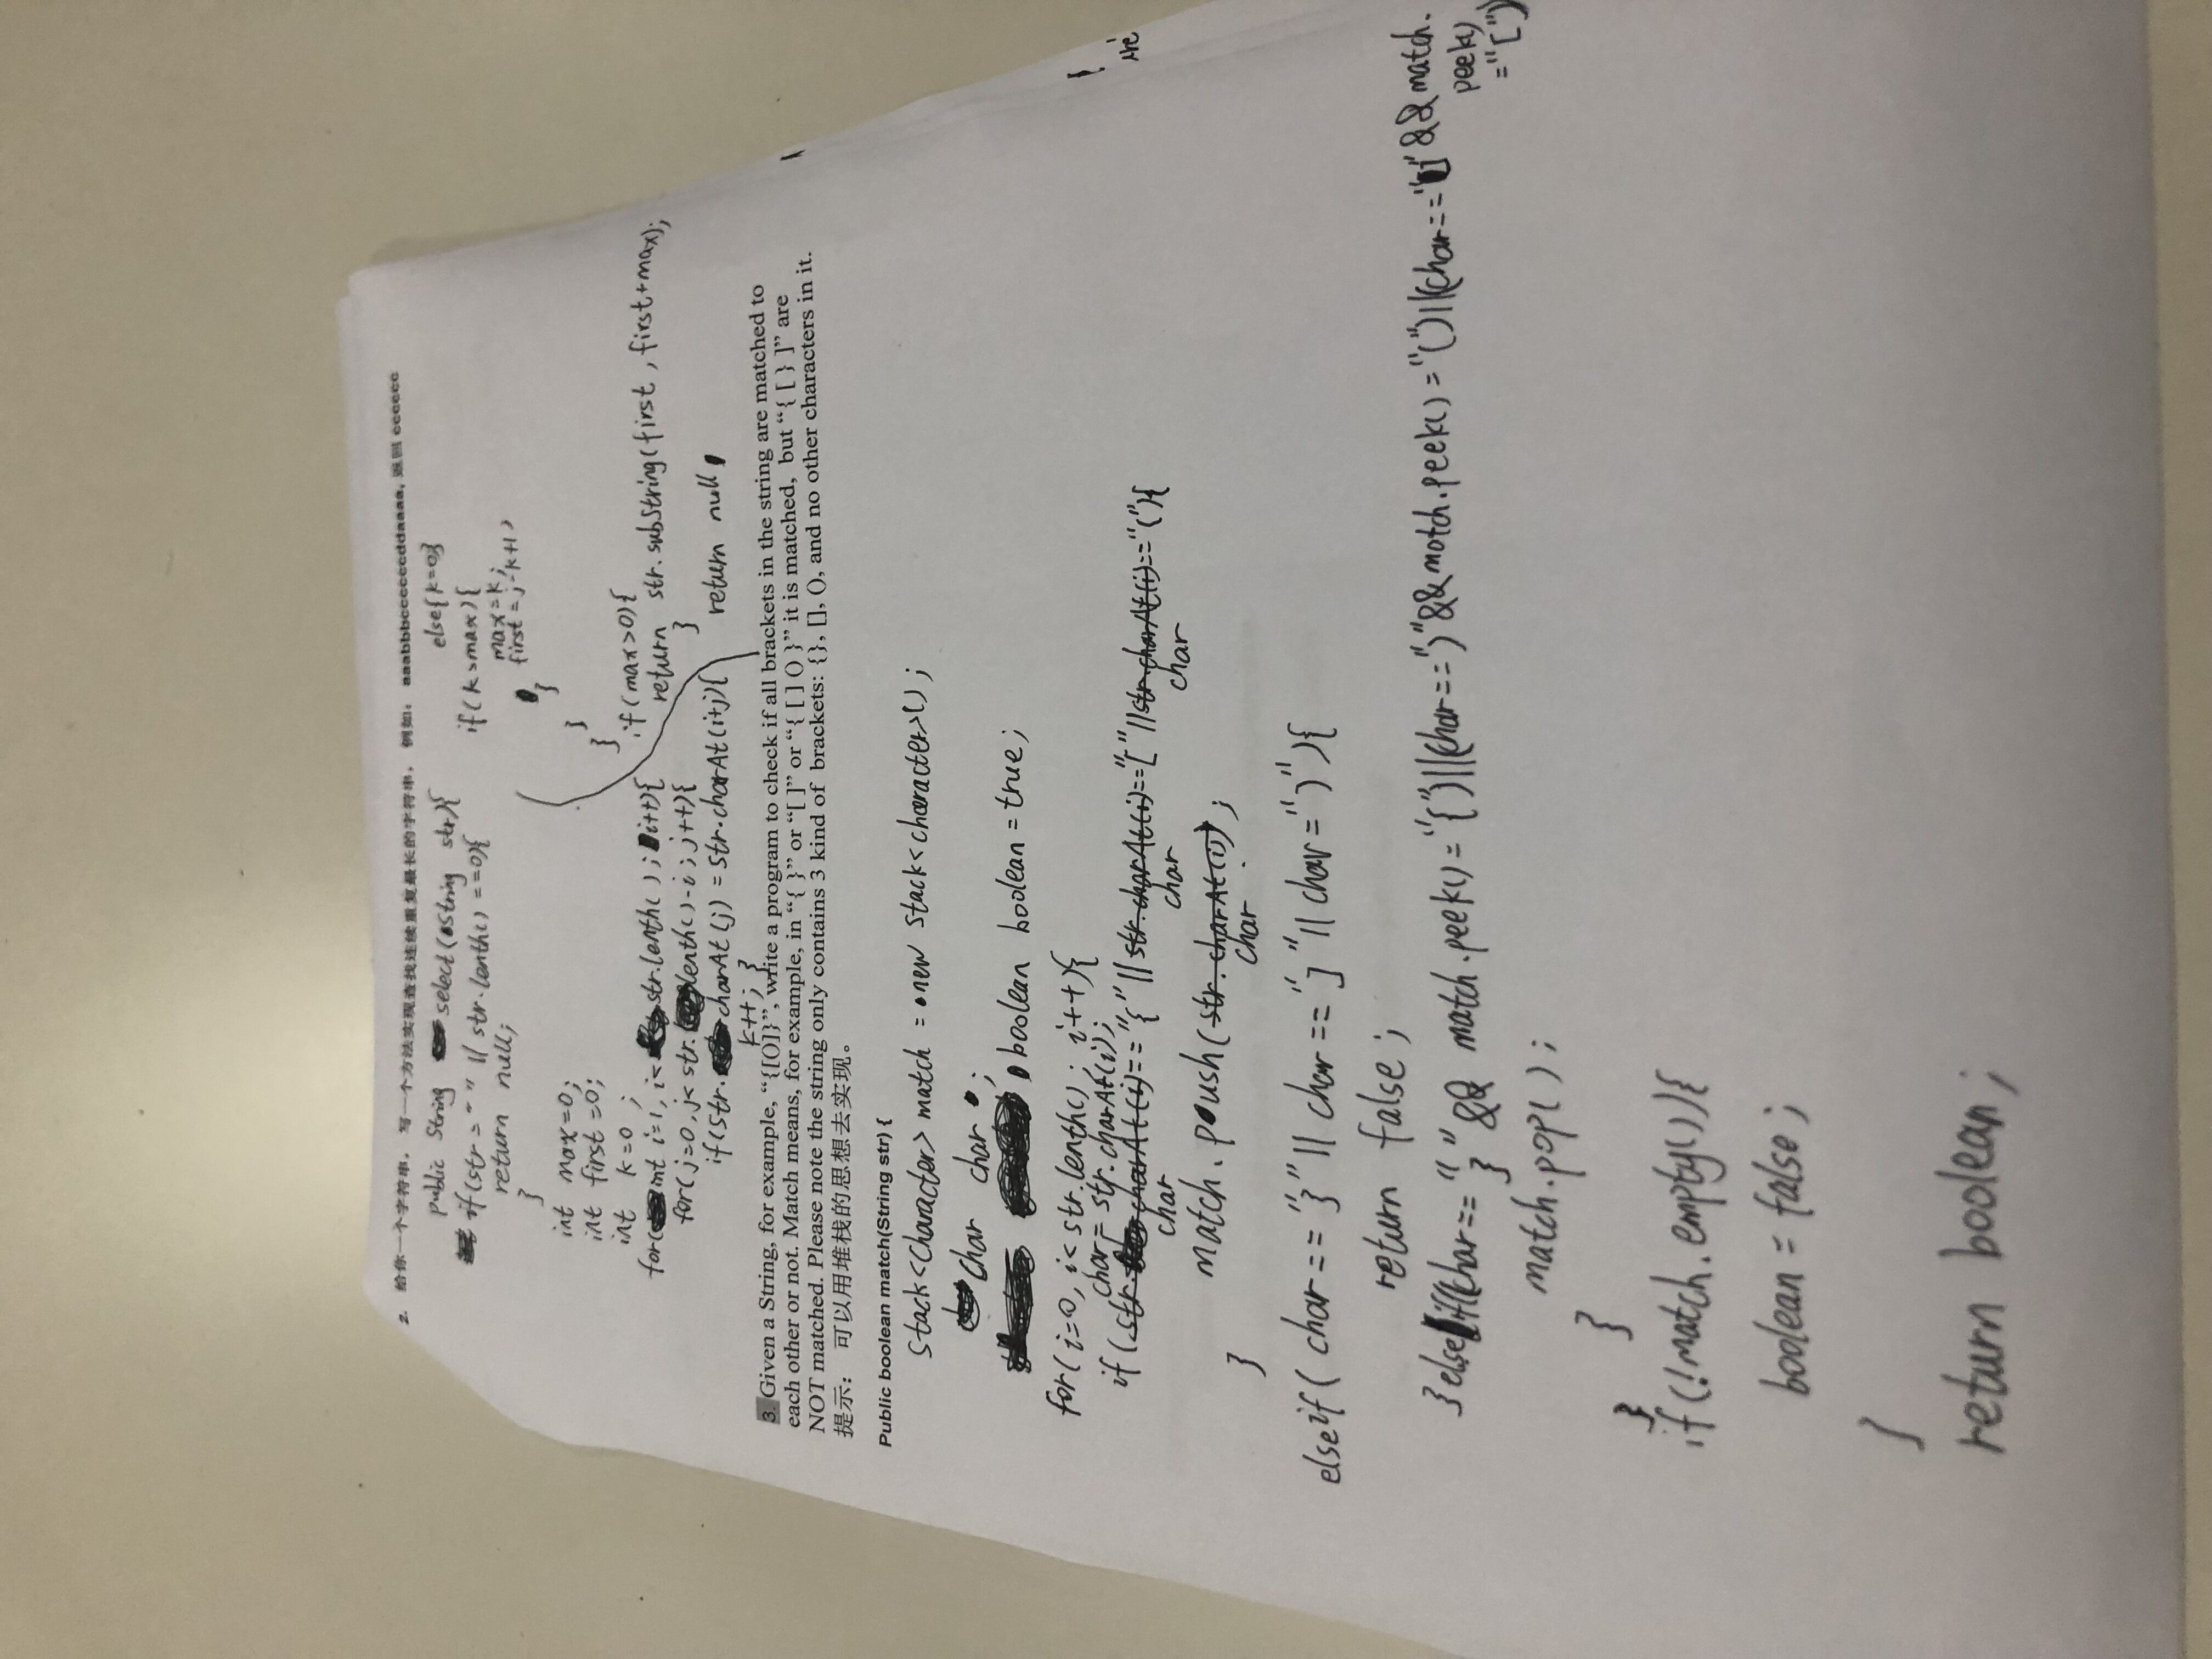 2. 给你一个字符串，写一个方法实现查找连续重复最长的字符串，例如： aaabbbccccccddaaaa, 返回 cccccc
public String select(String str){
if(str = " " || str.lenth() ==0){
return null;
}
int max=0;
int first =0;
int k=0;
for(int i=1, i<str.lenth(); i++){
for(j=0, j<str.lenth()-i; j++){
if(str.charAt(j) = str.charAt(i+j){
k++; }
else{k=0}
if(k>max){
max=k;
first = j-k+1,
}
}
}
if(max>0){
return str.subString(first, first+max);
}
return null
3. Given a String, for example, “{[()]}”, write a program to check if all brackets in the string are matched to
each other or not. Match means, for example, in “{ }” or “[ ]” or “{ [ ] () }” it is matched, but “{ [ } ]” are
NOT matched. Please note the string only contains 3 kind of brackets: {}, [], (), and no other characters in it.
提示： 可以用堆栈的思想去实现。
Public boolean match(String str) {
Stack<Character> match = new Stack<character>();
char char;
boolean boolean = true;
for(i=0, i<str.lenth(); i++){
char = str.charAt(i);
if(char == "{" || char == "[" || char == "("){
match.push(char);
}
elseif(char == "}" || char == "]" || char = ")"){
return false;
}elseif((char == "}" && match.peek() = "{")||(char == ")" && match.peek() = "(")||(char == "]" && match.
peek()
= "[")
match.pop();
}
}
if(!match.empty()){
boolean = false;
}
return boolean;